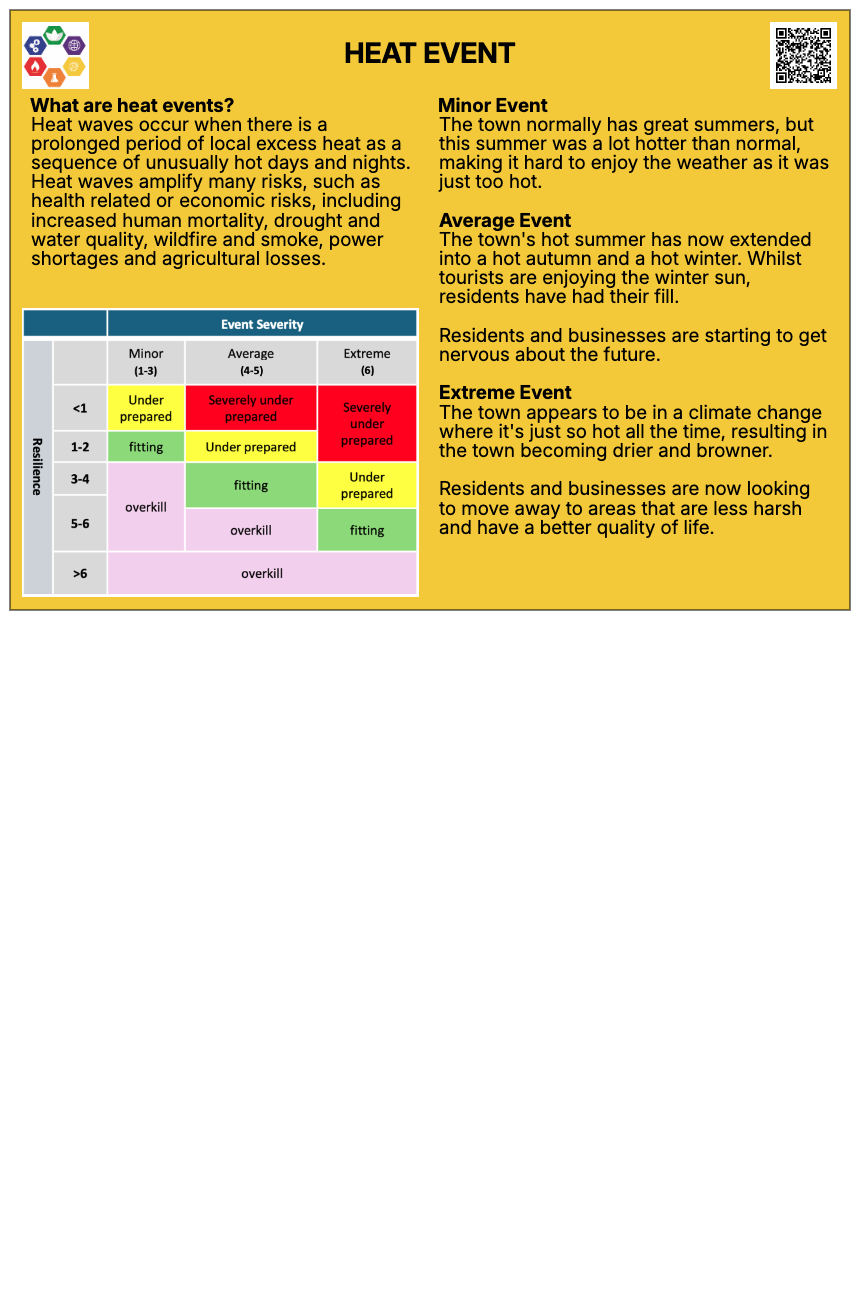 HEAT EVENT
What are heat events?
Heat waves occur when there is a
prolonged period of local excess heat as a
sequence of unusually hot days and nights.
Heat waves amplify many risks, such as
health related or economic risks, including
increased human mortality, drought and
water quality, wildfire and smoke, power
shortages and agricultural losses.
Event Severity
Resilience
Minor
(1-3)
Average
(4-5)
Extreme
(6)
<1
Under
prepared
Severely under
prepared
Severely
under
prepared
1-2
fitting
Under prepared
3-4
overkill
fitting
Under
prepared
5-6
overkill
fitting
>6
overkill
Minor Event
The town normally has great summers, but
this summer was a lot hotter than normal,
making it hard to enjoy the weather as it was
just too hot.
Average Event
The town's hot summer has now extended
into a hot autumn and a hot winter. Whilst
tourists are enjoying the winter sun,
residents have had their fill.
Residents and businesses are starting to get
nervous about the future.
Extreme Event
The town appears to be in a climate change
where it's just so hot all the time, resulting in
the town becoming drier and browner.
Residents and businesses are now looking
to move away to areas that are less harsh
and have a better quality of life.